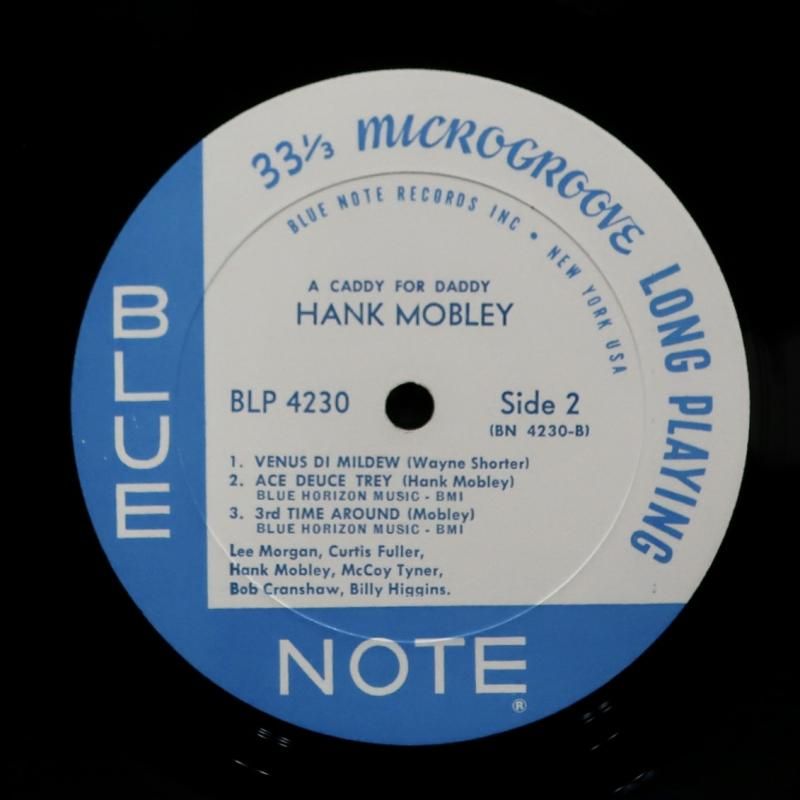 33⅓ MICROGROOVE LONG PLAYING
BLUE NOTE RECORDS INC • NEW YORK USA
A CADDY FOR DADDY
HANK MOBLEY
BLP 4230
Side 2
(BN 4230-B)
1. VENUS DI MILDEW (Wayne Shorter)
2. ACE DEUCE TREY (Hank Mobley)
BLUE HORIZON MUSIC - BMI
3. 3rd TIME AROUND (Mobley)
BLUE HORIZON MUSIC - BMI
Lee Morgan, Curtis Fuller,
Hank Mobley, McCoy Tyner,
Bob Cranshaw, Billy Higgins.
BLUE
NOTE
®